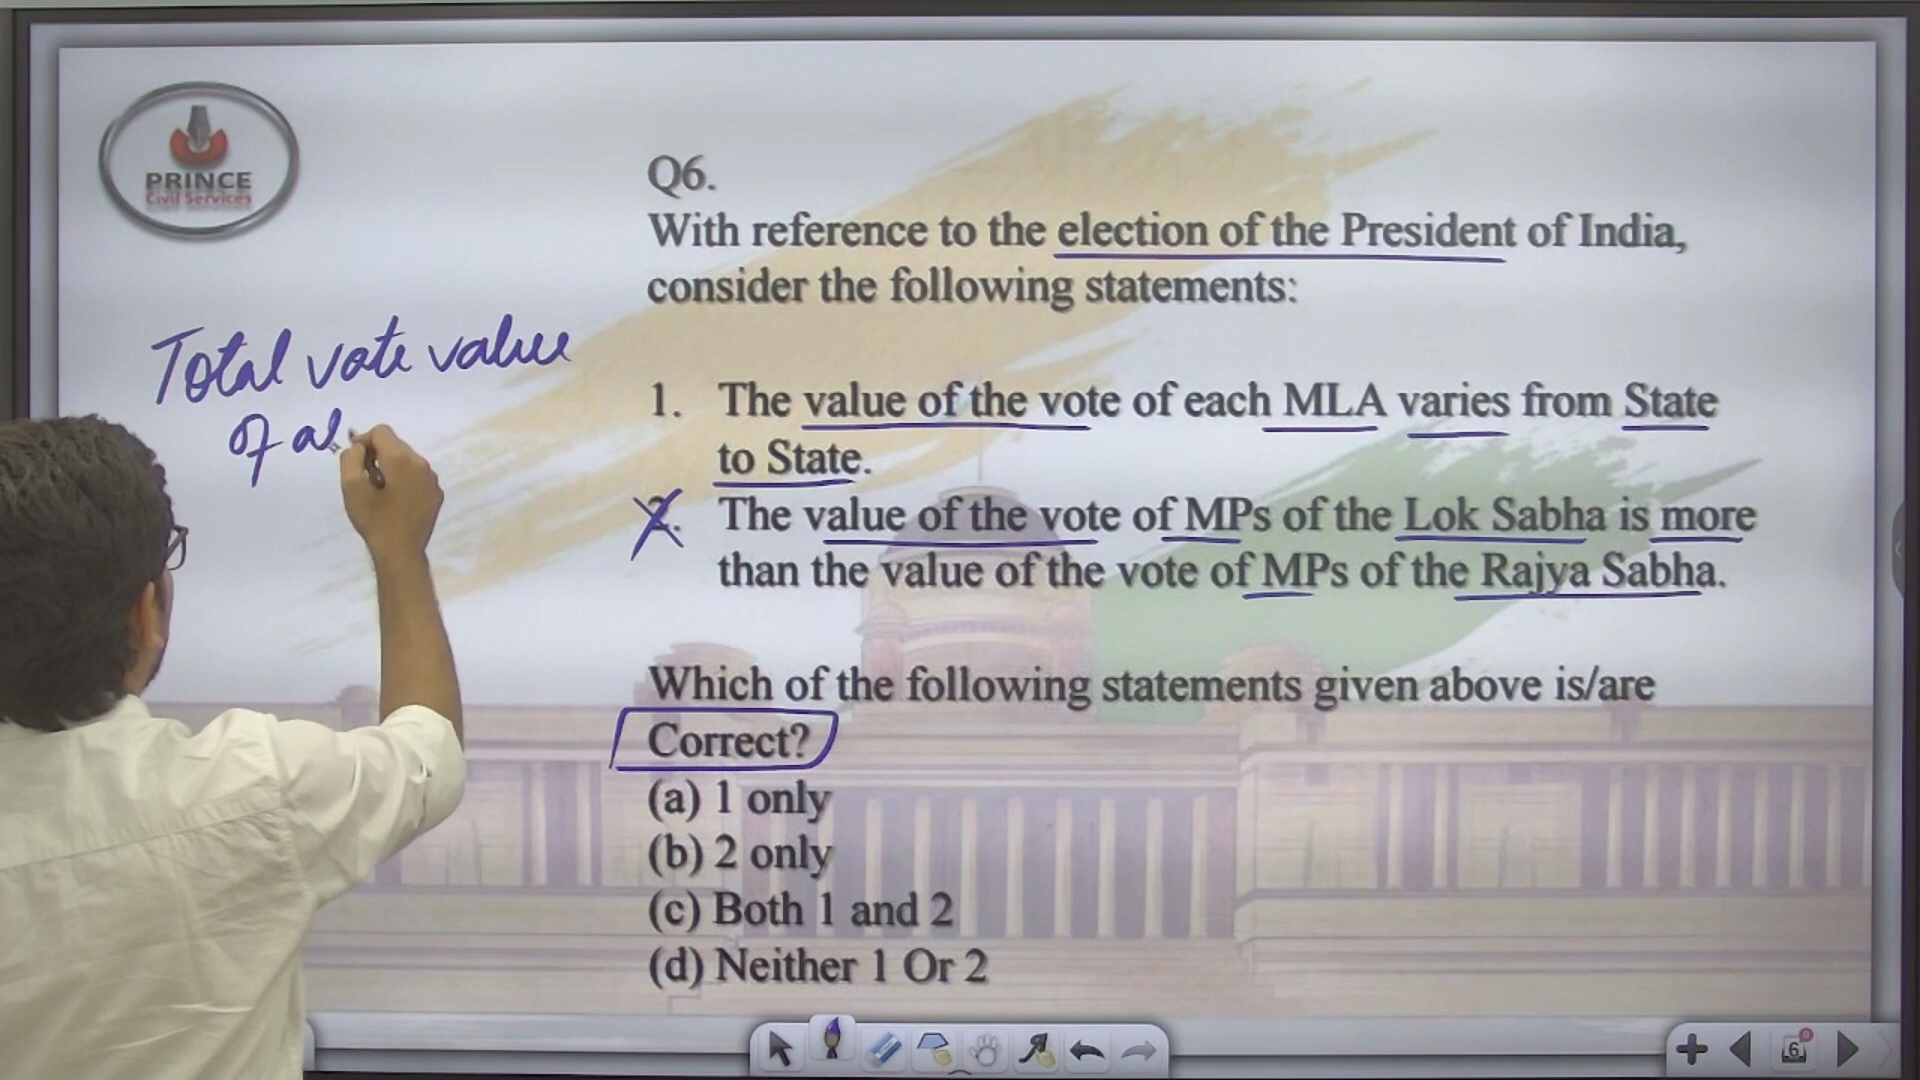 PRINCE
Civil Services
Q6.
With reference to the election of the President of India,
consider the following statements:
Total vote value
of al
1. The value of the vote of each MLA varies from State
to State.
2. The value of the vote of MPs of the Lok Sabha is more
than the value of the vote of MPs of the Rajya Sabha.
Which of the following statements given above is/are
Correct?
(a) 1 only
(b) 2 only
(c) Both 1 and 2
(d) Neither 1 Or 2
6